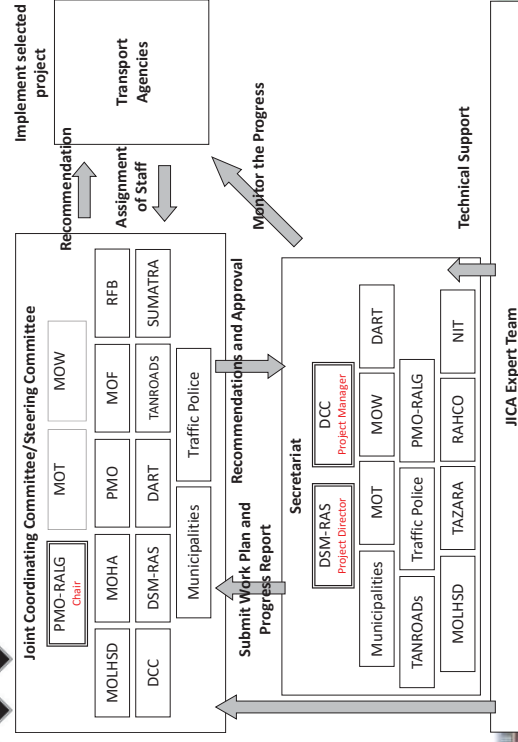 Joint Coordinating Committee/Steering Committee
PMO-RALG
Chair
MOT
MOW
MOLHSD
MOHA
PMO
MOF
RFB
DCC
DSM-RAS
DART
TANROADs
SUMATRA
Municipalities
Traffic Police
Recommendation
Assignment
of Staff
Implement selected
project
Transport
Agencies
Submit Work Plan and
Progress Report
Recommendations and Approval
Monitor the Progress
Secretariat
DSM-RAS
Project Director
DCC
Project Manager
Municipalities
MOT
MOW
DART
TANROADs
Traffic Police
PMO-RALG
MOLHSD
TAZARA
RAHCO
NIT
Technical Support
JICA Expert Team